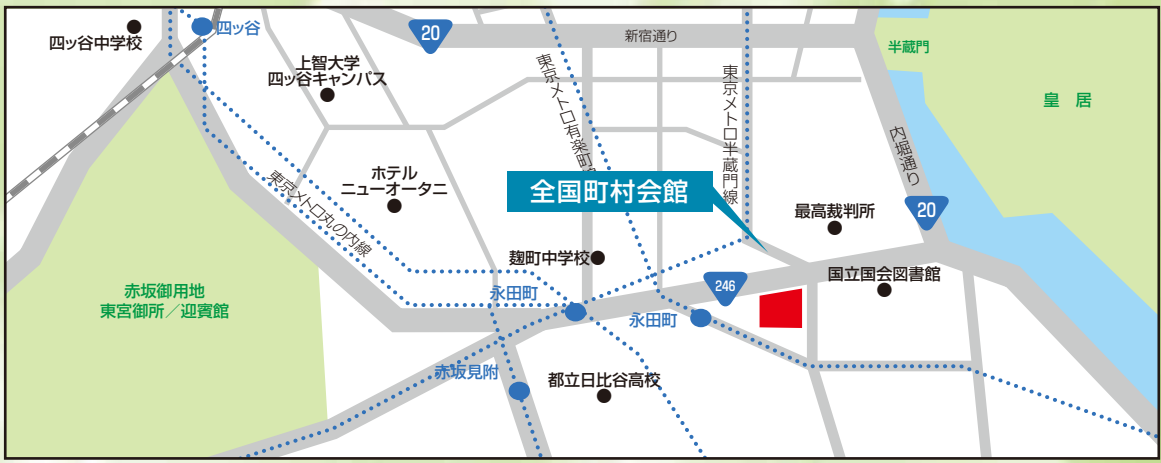 四ッ谷中学校
四ッ谷
20
新宿通り
半蔵門
皇 居
上智大学
四ッ谷キャンパス
東京メトロ有楽町
東京メトロ半蔵門線
内堀通り
ホテル
ニューオータニ
東京メトロ丸の内線
全国町村会館
最高裁判所
20
麹町中学校
国立国会図書館
246
永田町
永田町
赤坂御用地
東宮御所／迎賓館
赤坂見附
都立日比谷高校